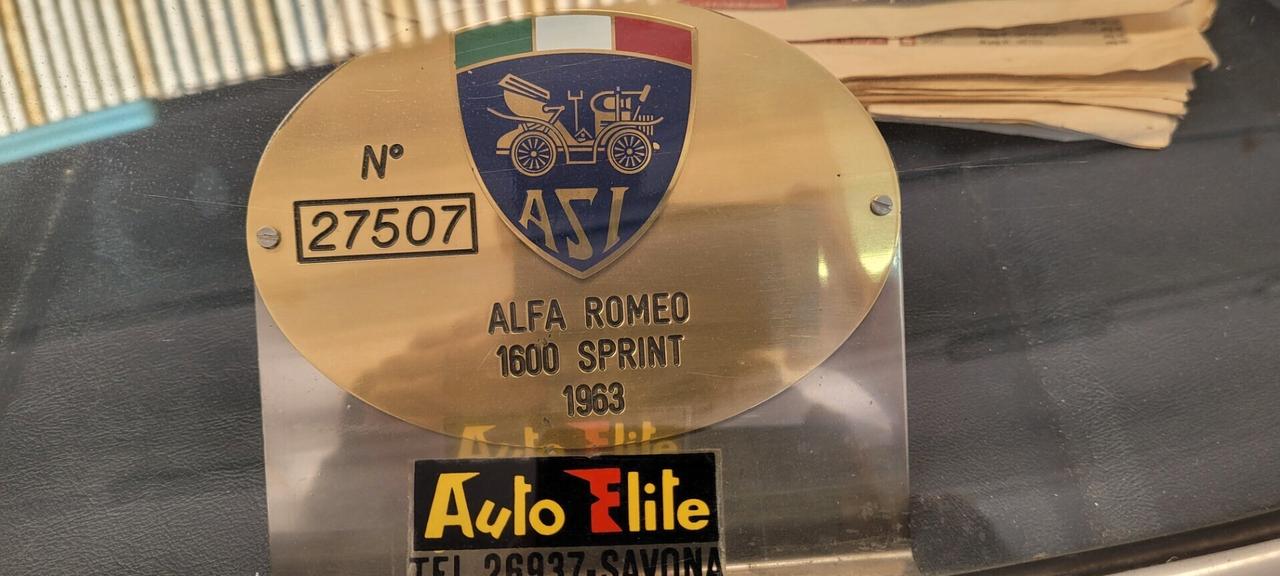 ASI
N°
27507
ALFA ROMEO
1600 SPRINT
1963
Auto Elite
TEL 26937-SAVONA